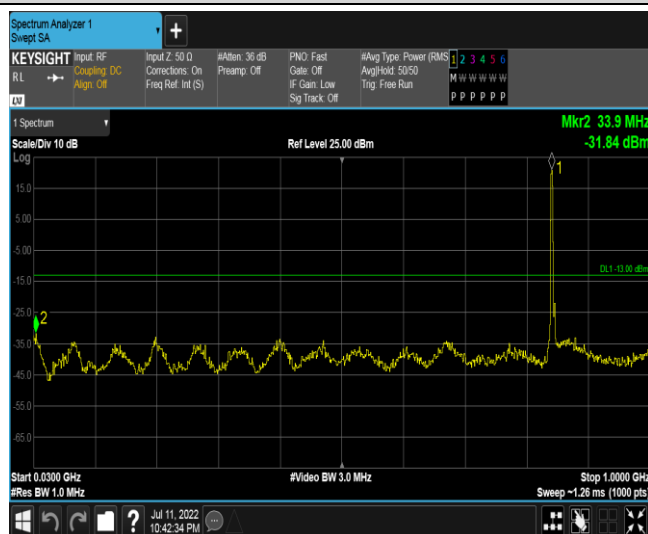 Spectrum Analyzer 1
Swept SA
+
KEYSIGHT Input: RF Input Z: 50 Ω #Atten: 36 dB PNO: Fast #Avg Type: Power (RMS 1 2 3 4 5 6
RL Coupling: DC Corrections: On Preamp: Off Gate: Off Avg|Hold: 50/50 M W W W W W
Align: Off Freq Ref: Int (S) IF Gain: Low Trig: Free Run
LXI Sig Track: Off P P P P P P
1 Spectrum Mkr2 33.9 MHz
Scale/Div 10 dB Ref Level 25.00 dBm -31.84 dBm
Log
1
15.0
5.00
-5.00
DL1 -13.00 dBm
-15.0
-25.0
2
-35.0
-45.0
-55.0
-65.0
Start 0.0300 GHz #Video BW 3.0 MHz Stop 1.0000 GHz
#Res BW 1.0 MHz Sweep ~1.26 ms (1000 pts)
? Jul 11, 2022
10:42:34 PM